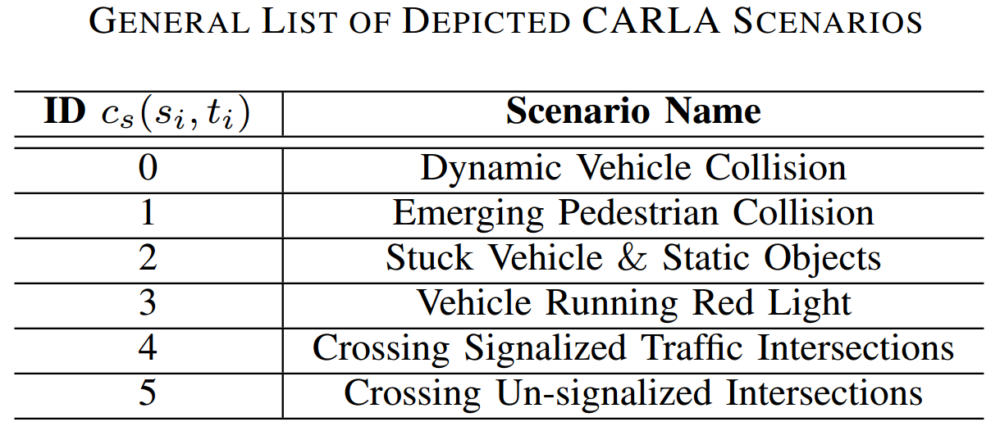 GENERAL LIST OF DEPICTED CARLA SCENARIOS
ID c_s(s_i, t_i) Scenario Name
0 Dynamic Vehicle Collision
1 Emerging Pedestrian Collision
2 Stuck Vehicle & Static Objects
3 Vehicle Running Red Light
4 Crossing Signalized Traffic Intersections
5 Crossing Un-signalized Intersections